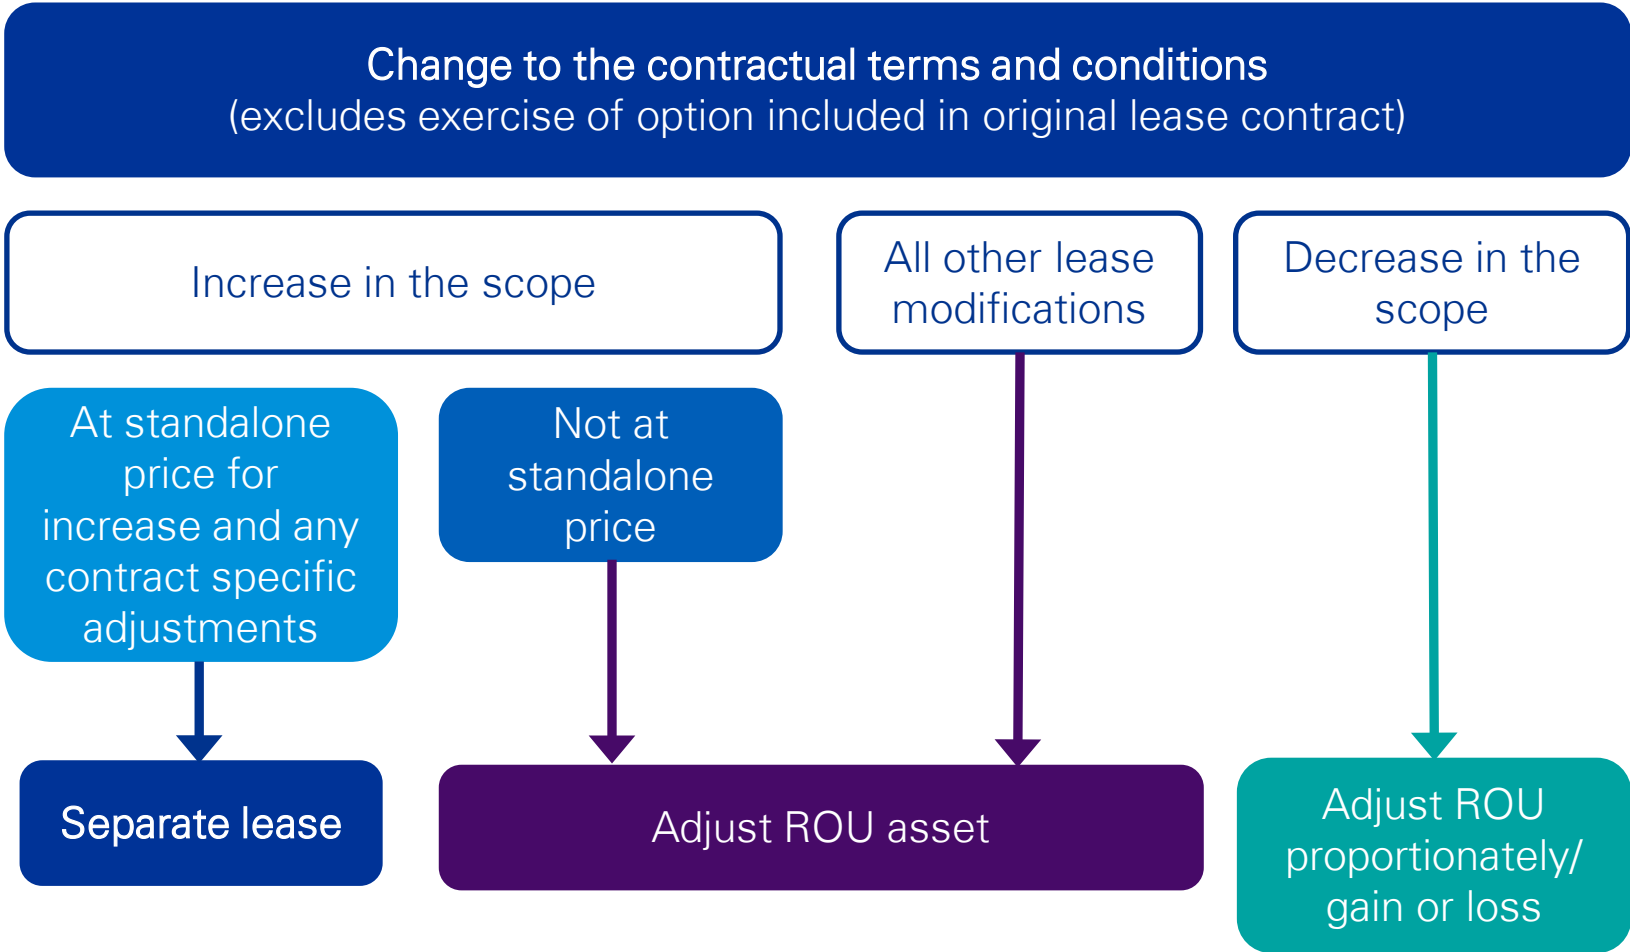 Change to the contractual terms and conditions
(excludes exercise of option included in original lease contract)
Increase in the scope
All other lease
modifications
Decrease in the
scope
At standalone
price for
increase and any
contract specific
adjustments
Not at
standalone
price
Separate lease
Adjust ROU asset
Adjust ROU
proportionately/
gain or loss